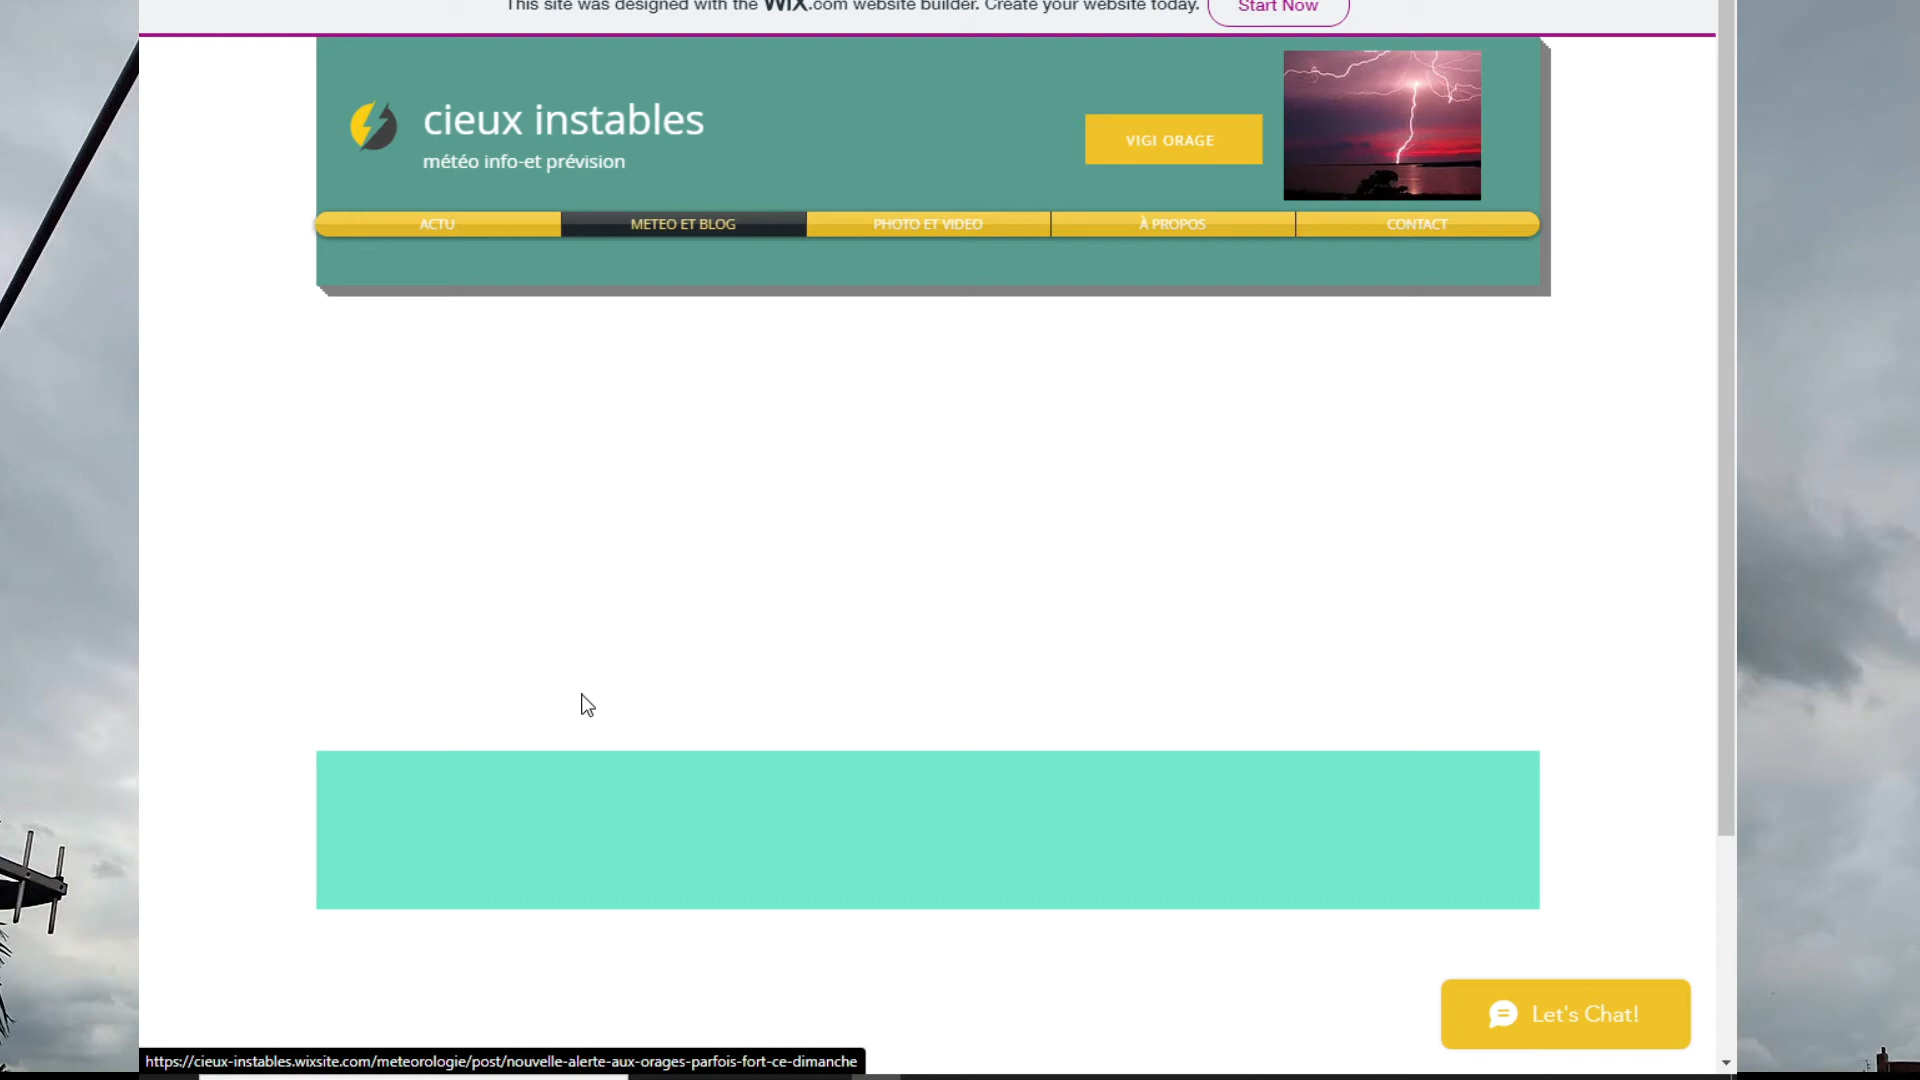 This site was designed with the WiX.com website builder. Create your website today.
Start Now
cieux instables
météo info-et prévision
VIGI ORAGE
ACTU
METEO ET BLOG
PHOTO ET VIDEO
À PROPOS
CONTACT
Let's Chat!
https://cieux-instables.wixsite.com/meteorologie/post/nouvelle-alerte-aux-orages-parfois-fort-ce-dimanche